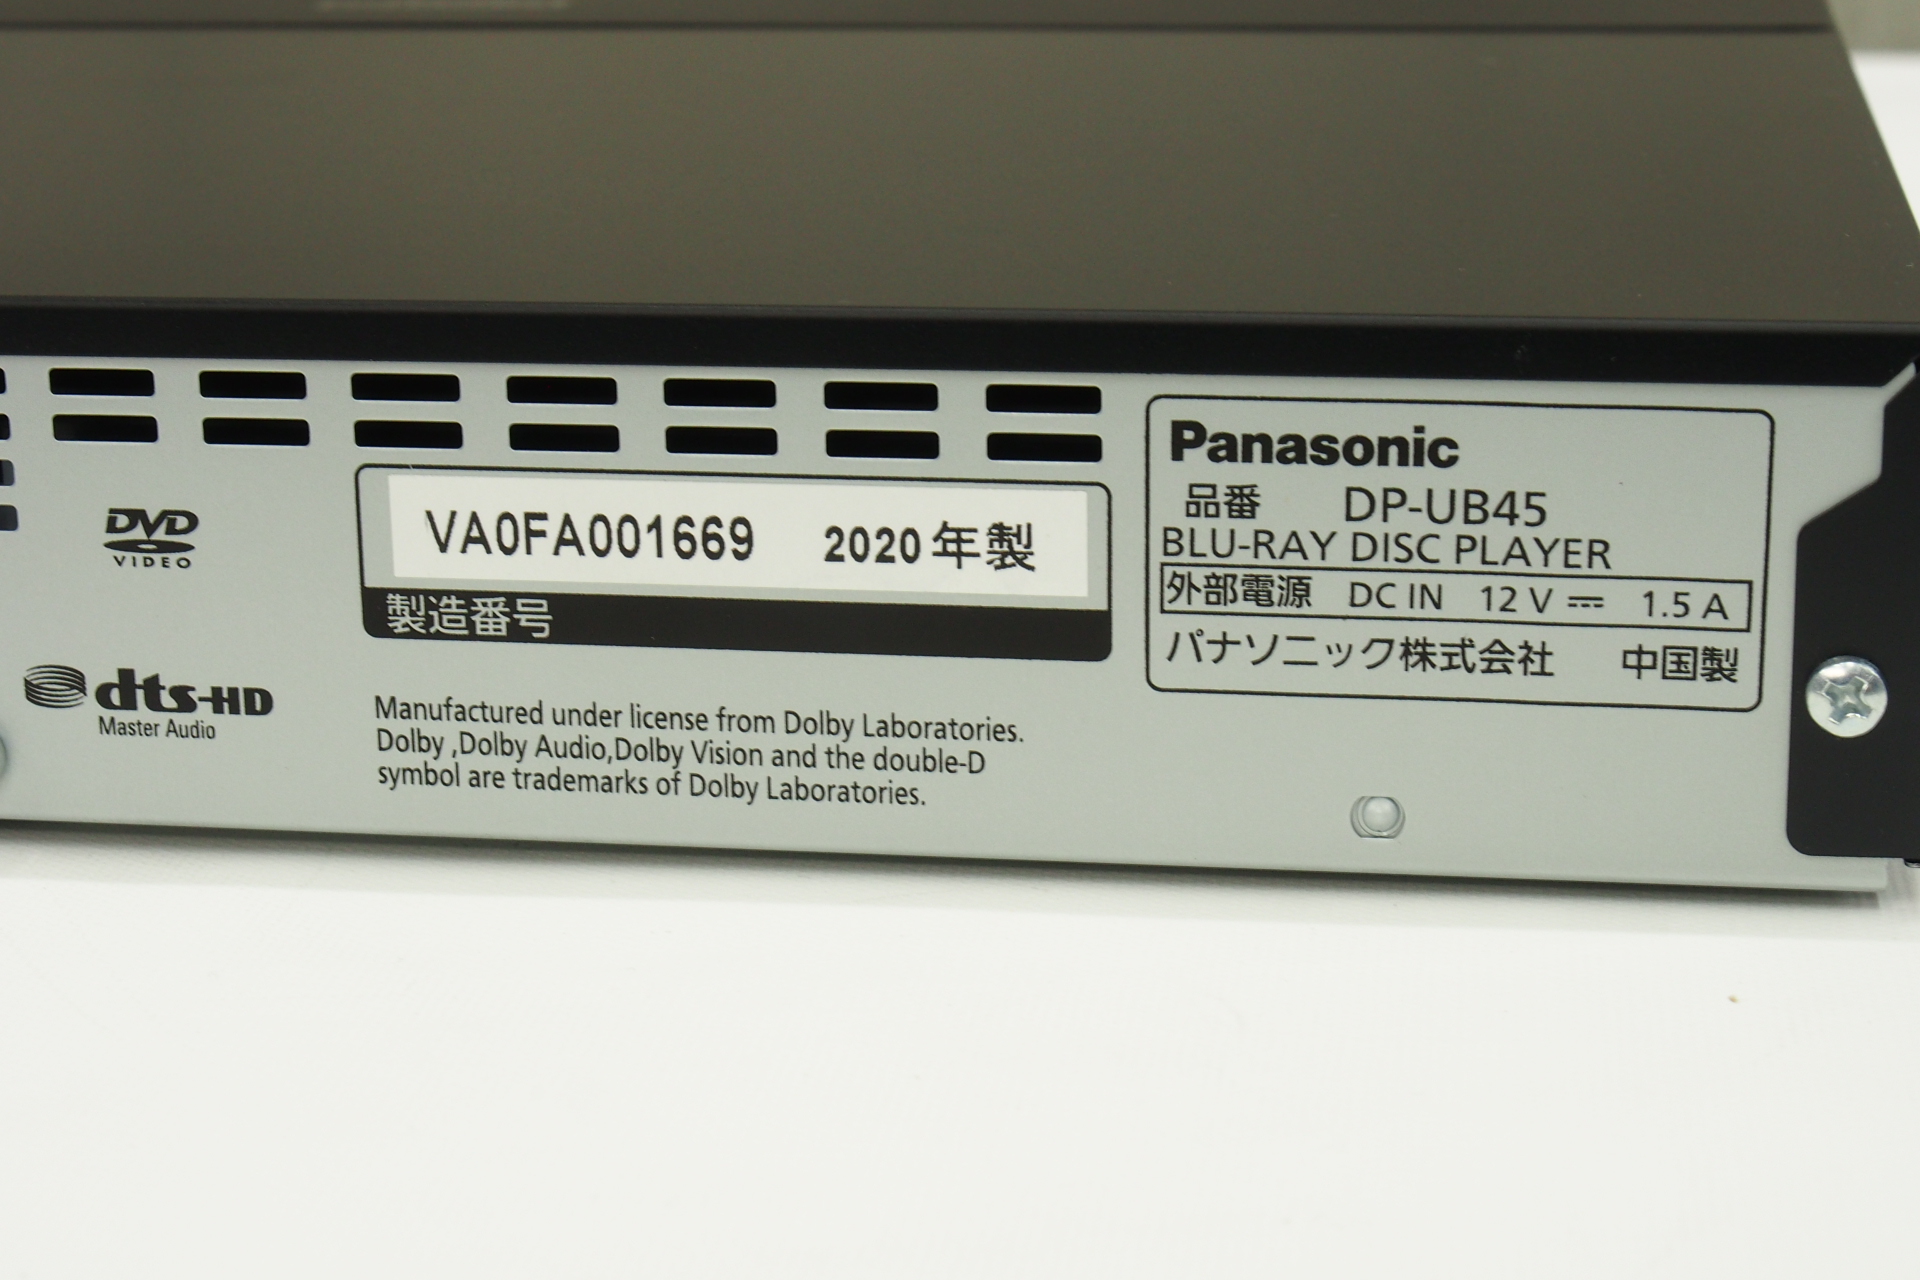 DVD
VIDEO
dts-HD
Master Audio
VA0FA001669 2020年製
製造番号
Manufactured under license from Dolby Laboratories.
Dolby ,Dolby Audio,Dolby Vision and the double-D
symbol are trademarks of Dolby Laboratories.
Panasonic
品番 DP-UB45
BLU-RAY DISC PLAYER
外部電源 DC IN 12 V ⎓ 1.5 A
パナソニック株式会社 中国製